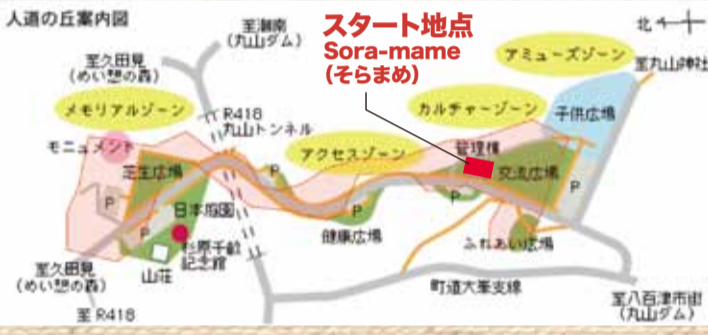 人道の丘案内図
至瀬南
(丸山ダム)
スタート地点
Sora-mame
(そらまめ)
北
アミューズゾーン
至丸山神社
至久田見
(めい想の森)
メモリアルゾーン
R418
丸山トンネル
カルチャーゾーン
子供広場
モニュメント
アクセスゾーン
管理棟
芝生広場
P
交流広場
P
P
日本庭園
P
P
P
杉原千畝
記念館
健康広場
ふれあい広場
至久田見
(めい想の森)
山荘
町道大峯支線
至八百津市街
(丸山ダム)
至 R418